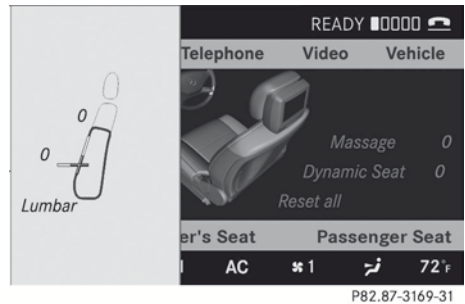 READY 00000
Telephone Video Vehicle
0
0
Lumbar
Massage 0
Dynamic Seat 0
Reset all
er's Seat Passenger Seat
AC 1 72°F
P82.87-3169-31